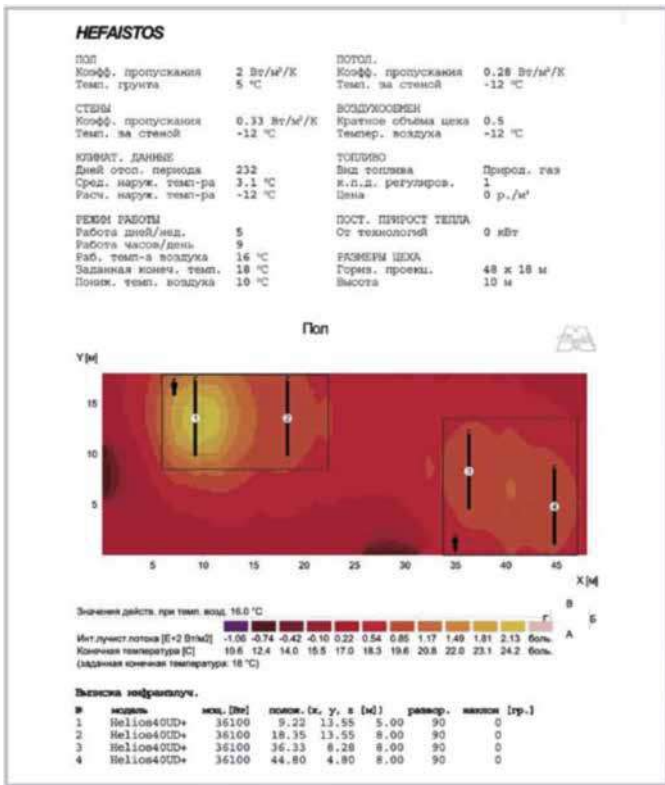 HEFAISTOS
ПОЛ
Коэфф. пропускания 2 Вт/м²/К
Темп. грунта 5 °C
ПОТОЛ.
Коэфф. пропускания 0.28 Вт/м²/К
Темп. за стеной -12 °C
СТЕНЫ
Коэфф. пропускания 0.33 Вт/м²/К
Темп. за стеной -12 °C
ВОЗДУХООБМЕН
Кратное объема цеха 0.5
Темпер. воздуха -12 °C
КЛИМАТ. ДАННЫЕ
Дней отоп. периода 232
Сред. наруж. темп-ра 3.1 °C
Расч. наруж. темп-ра -12 °C
ТОПЛИВО
Вид топлива Природ. газ
к.п.д. регулиров. 1
Цена 0 р./м³
РЕЖИМ РАБОТЫ
Работа дней/нед. 5
Работа часов/день 9
Раб. темп-а воздуха 16 °C
Заданная конеч. темп. 18 °C
Пониж. темп. воздуха 10 °C
ПОСТ. ПРИРОСТ ТЕПЛА
От технологий 0 кВт
РАЗМЕРЫ ЦЕХА
Гориз. проекц. 48 x 18 м
Высота 10 м
Пол
Y [м]
15
10
5
1 2 3 4
5 10 15 20 25 30 35 40 45
X [м]
Значения действ. при темп. возд. 16.0 °C
В
Г Б
А
Инт.лучист.потока [E+2 Вт/м2] -1.06 -0.74 -0.42 -0.10 0.22 0.54 0.85 1.17 1.49 1.81 2.13 боль.
Конечная температура [C] 10.6 12.4 14.0 15.5 17.0 18.3 19.6 20.8 22.0 23.1 24.2 боль.
(заданная конечная температура: 18 °C)
Выписка инфраизлуч.
# модель мощ.[Вт] полож.(x, y, z [м]) раствор. наклон [гр.]
1 Helios40UD+ 36100 9.22 13.55 5.00 90 0
2 Helios40UD+ 36100 18.35 13.55 8.00 90 0
3 Helios40UD+ 36100 36.33 8.28 8.00 90 0
4 Helios40UD+ 36100 44.80 4.80 8.00 90 0